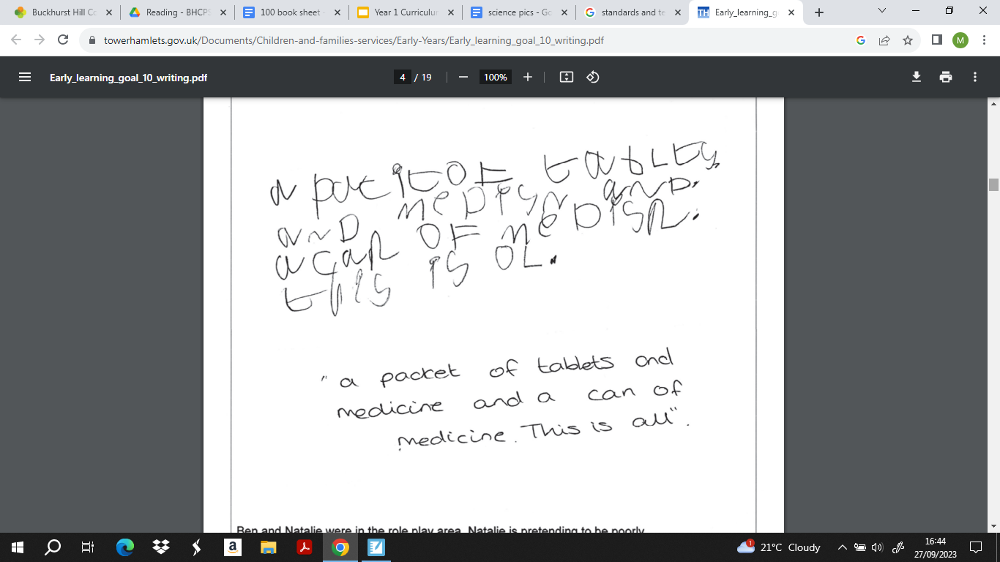 Buckhurst Hill Co
Reading - BHCPS
100 book sheet -
Year 1 Curriculum
science pics - Go
standards and te
Early_learning_g
towerhamlets.gov.uk/Documents/Children-and-families-services/Early-Years/Early_learning_goal_10_writing.pdf
M
Early_learning_goal_10_writing.pdf
4 / 19
100%
a pacitOF tabLEs.
anD meDisn anD.
a can OF meDisn.
this is OL.
" a packet of tablets and
medicine and a can of
medicine. This is all".
Ben and Natalie were in the role play area. Natalie is pretending to be poorly
1
21°C Cloudy
16:44
27/09/2023